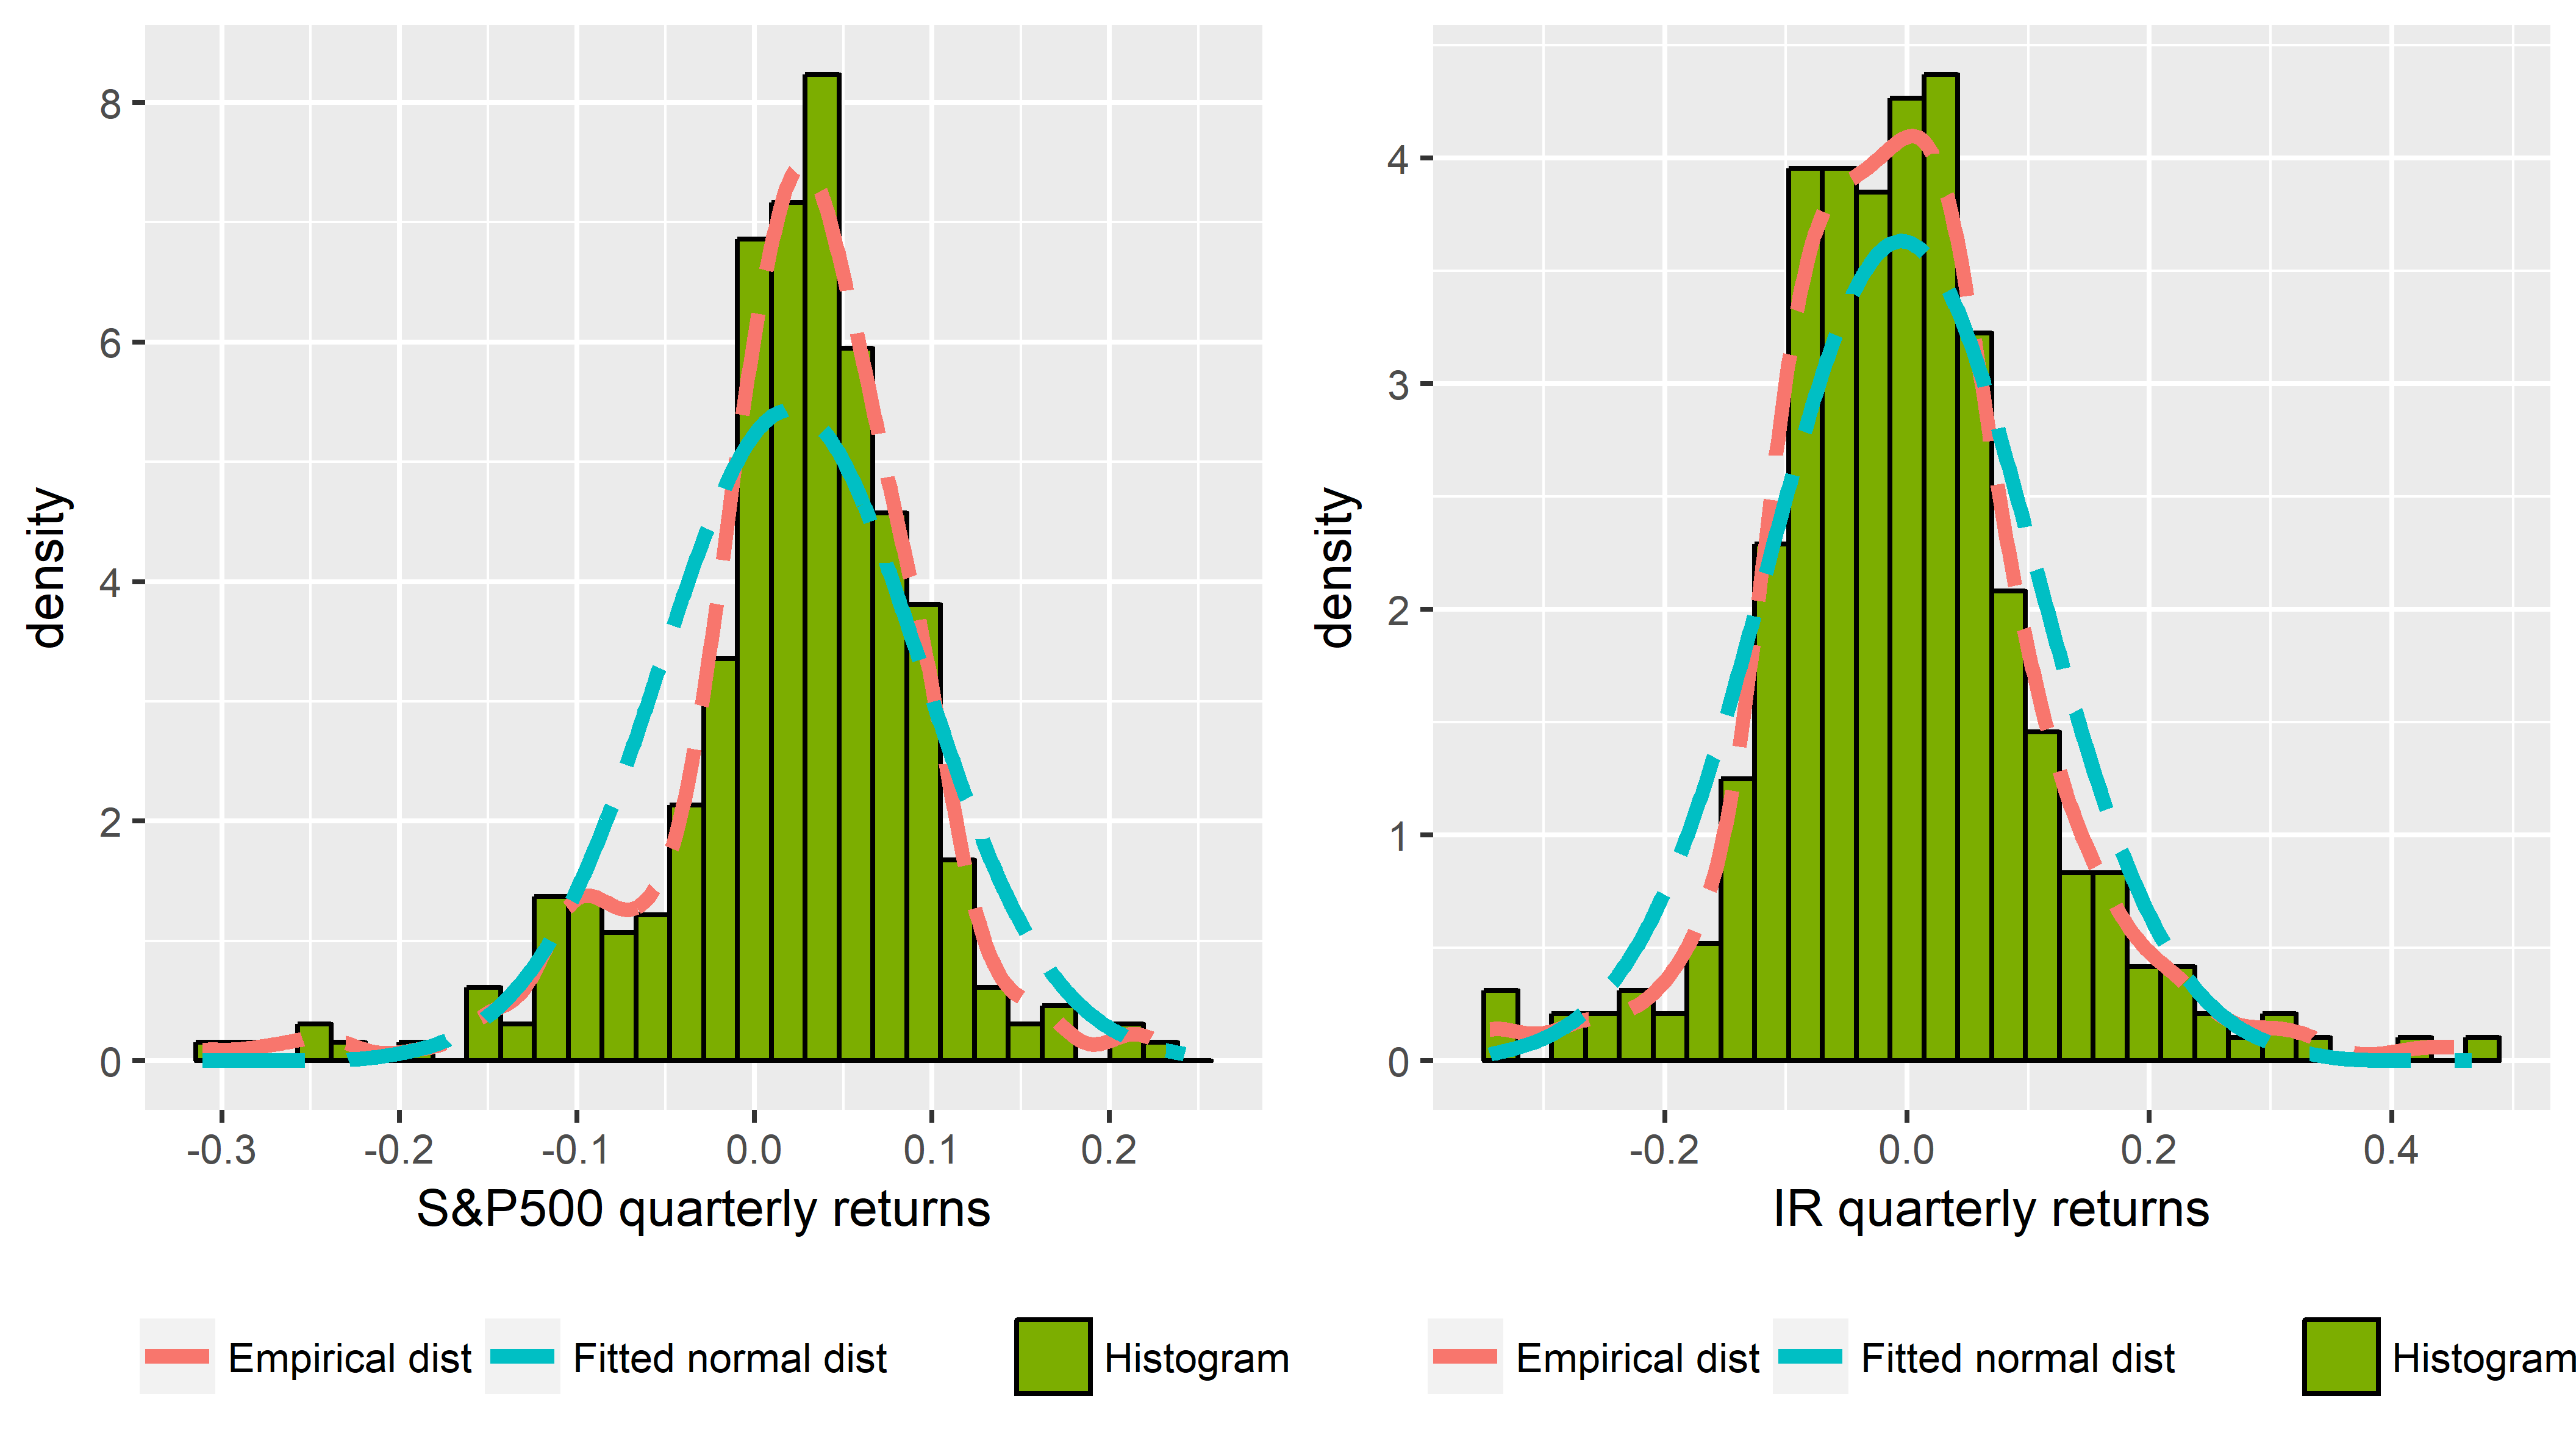 density
8
6
4
2
0
-0.3 -0.2 -0.1 0.0 0.1 0.2
S&P500 quarterly returns
Empirical dist Fitted normal dist Histogram
density
4
3
2
1
0
-0.2 0.0 0.2 0.4
IR quarterly returns
Empirical dist Fitted normal dist Histogram